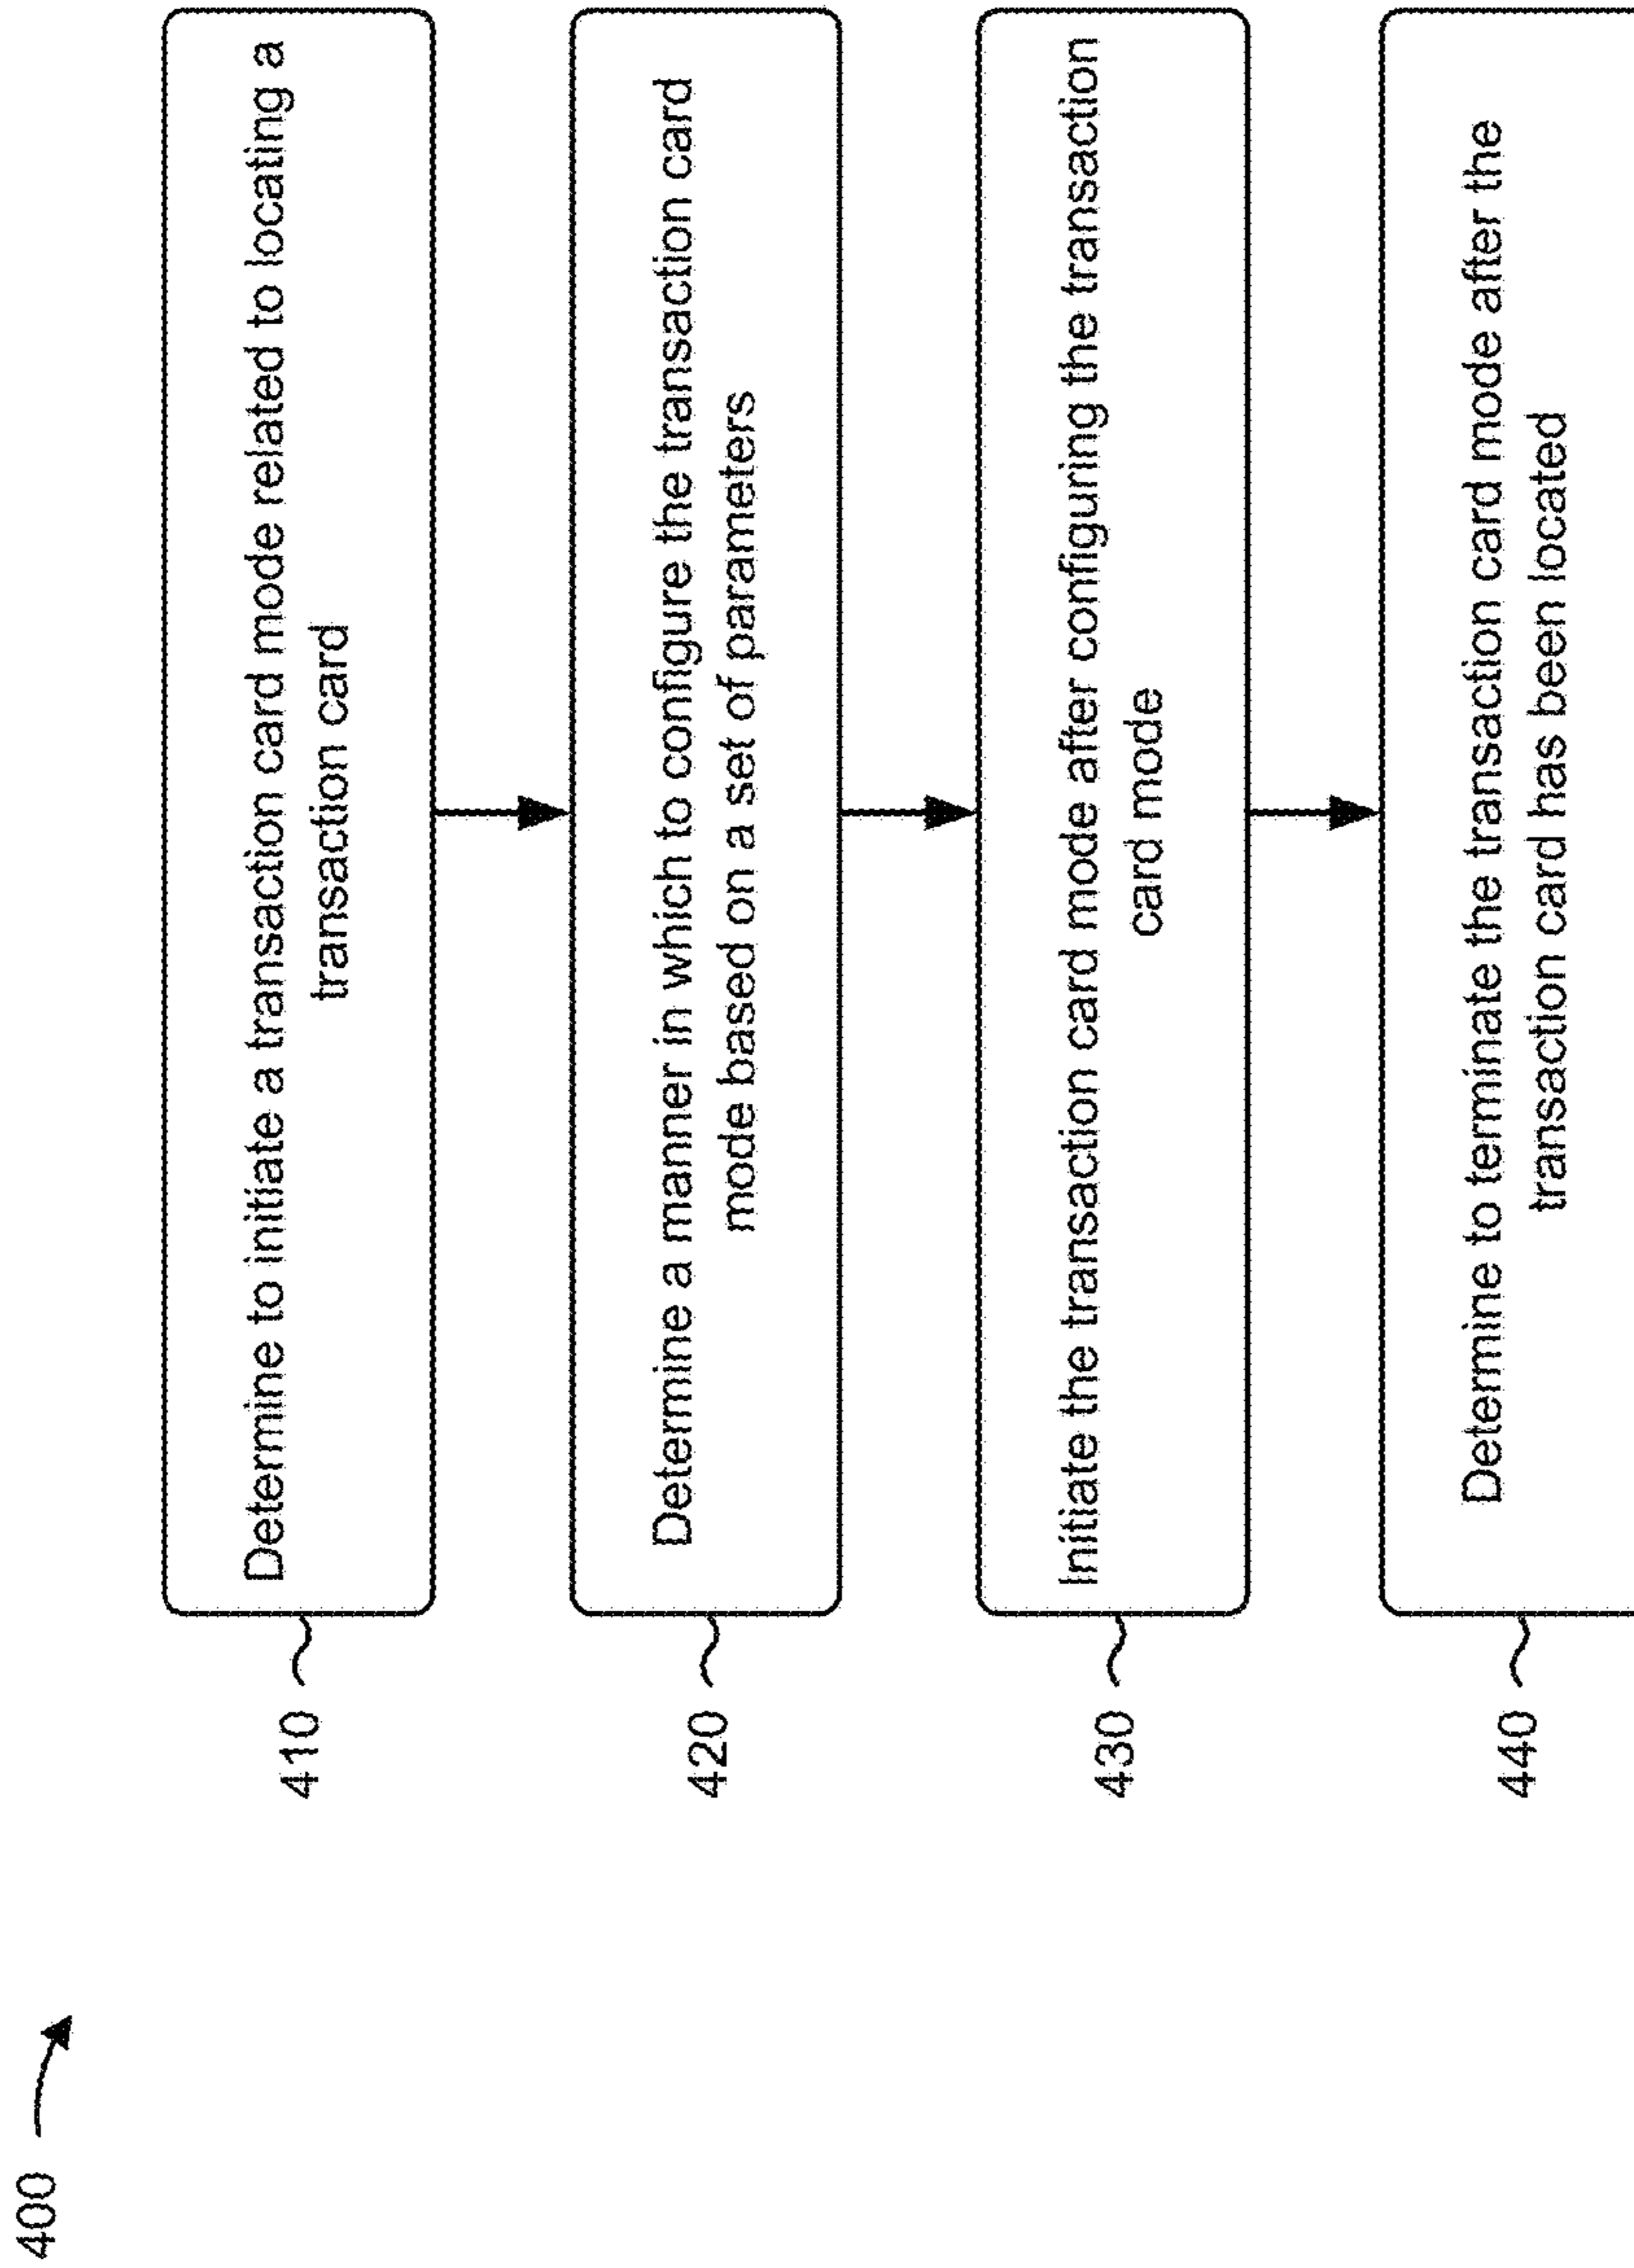 400
410
Determine to initiate a transaction card mode related to locating a
transaction card
420
Determine a manner in which to configure the transaction card
mode based on a set of parameters
430
Initiate the transaction card mode after configuring the transaction
card mode
440
Determine to terminate the transaction card mode after the
transaction card has been located